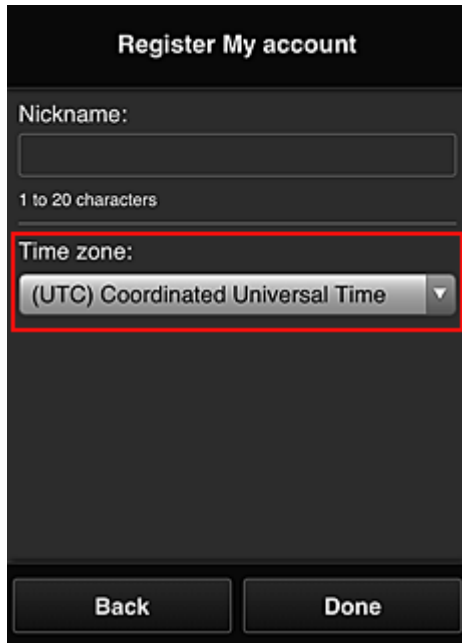 Register My account
Nickname:
1 to 20 characters
Time zone:
(UTC) Coordinated Universal Time
Back
Done